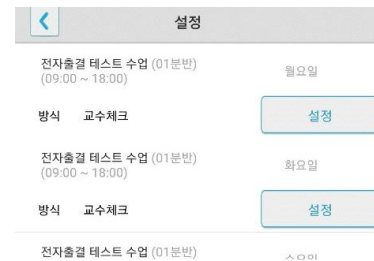 설정
전자출결 테스트 수업 (01분반)
(09:00 ~ 18:00)
월요일
방식 교수체크
설정
전자출결 테스트 수업 (01분반)
(09:00 ~ 18:00)
화요일
방식 교수체크
설정
전자출결 테스트 수업 (01분반)
수요일